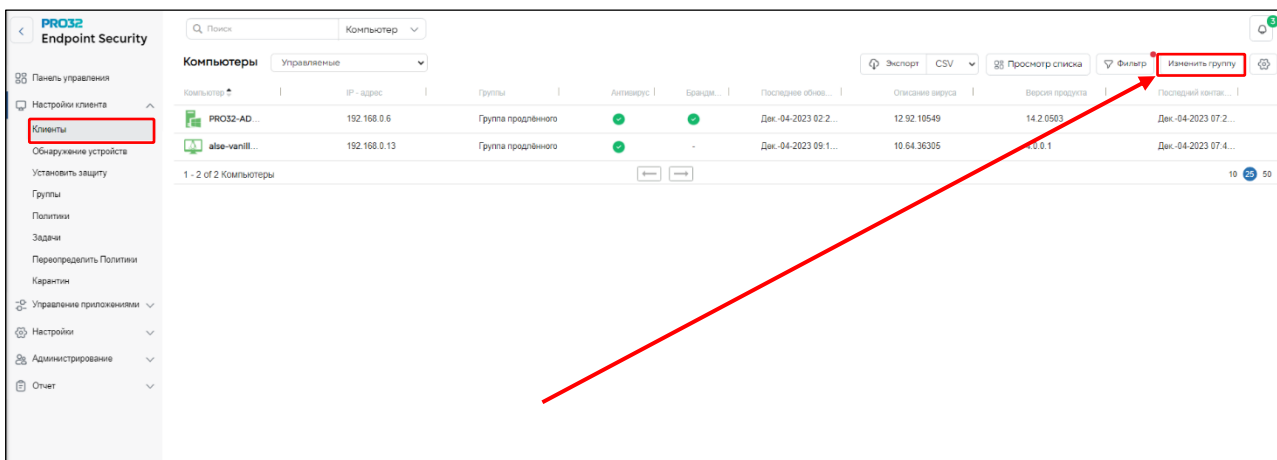 PRO32
Endpoint Security
Поиск
Компьютер
3
Панель управления
Настройки клиента
Клиенты
Обнаружение устройств
Установить защиту
Группы
Политики
Задачи
Переопределить Политики
Карантин
Управление приложениями
Настройки
Администрирование
Отчет
Компьютеры
Управляемые
Экспорт
CSV
Просмотр списка
Фильтр
Изменить группу
Компьютер
IP - адрес
Группы
Антивирус
Брандм...
Последнее обнов...
Описание вируса
Версия продукта
Последний контак...
PRO32-AD...
192.168.0.6
Группа продлённого
Дек.-04-2023 02:2...
12.92.10549
14.2.0503
Дек.-04-2023 07:2...
alse-vanill...
192.168.0.13
Группа продлённого
-
Дек.-04-2023 09:1...
10.64.36305
Дек.-04-2023 07:4...
1 - 2 of 2 Компьютеры
10 25 50